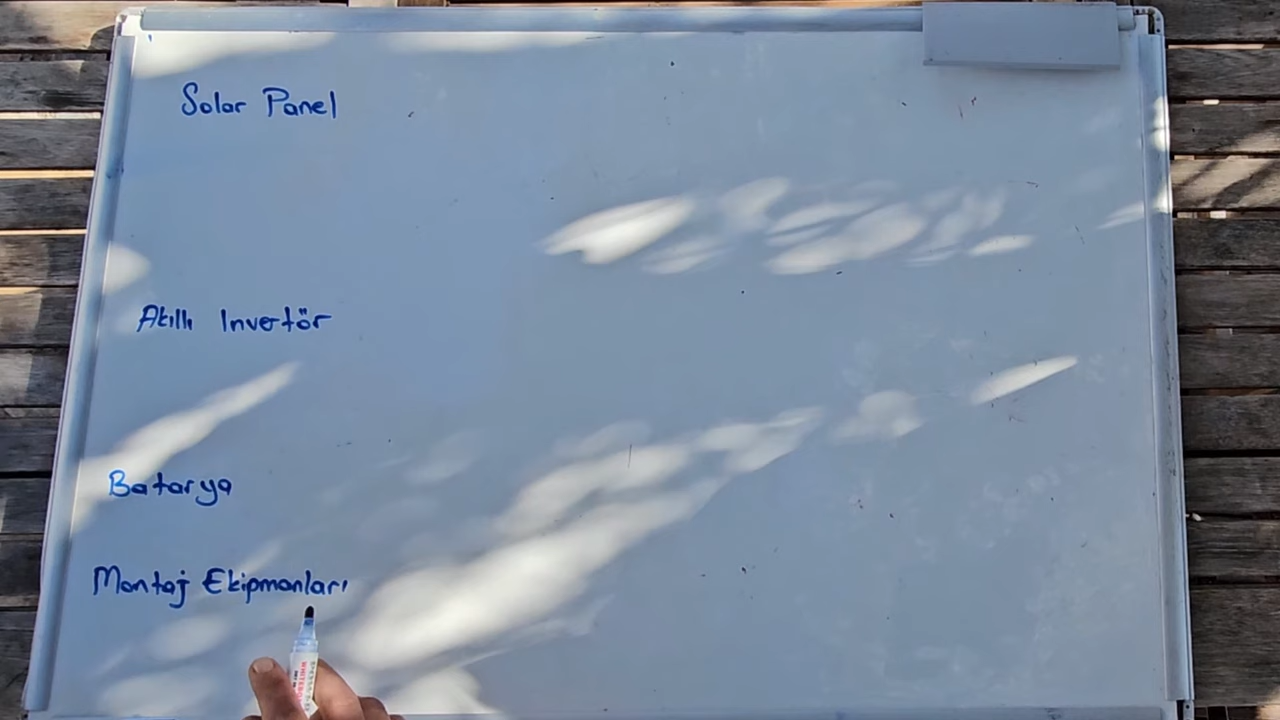 Solar Panel
Akıllı Invertör
Batarya
Montaj Ekipmanları